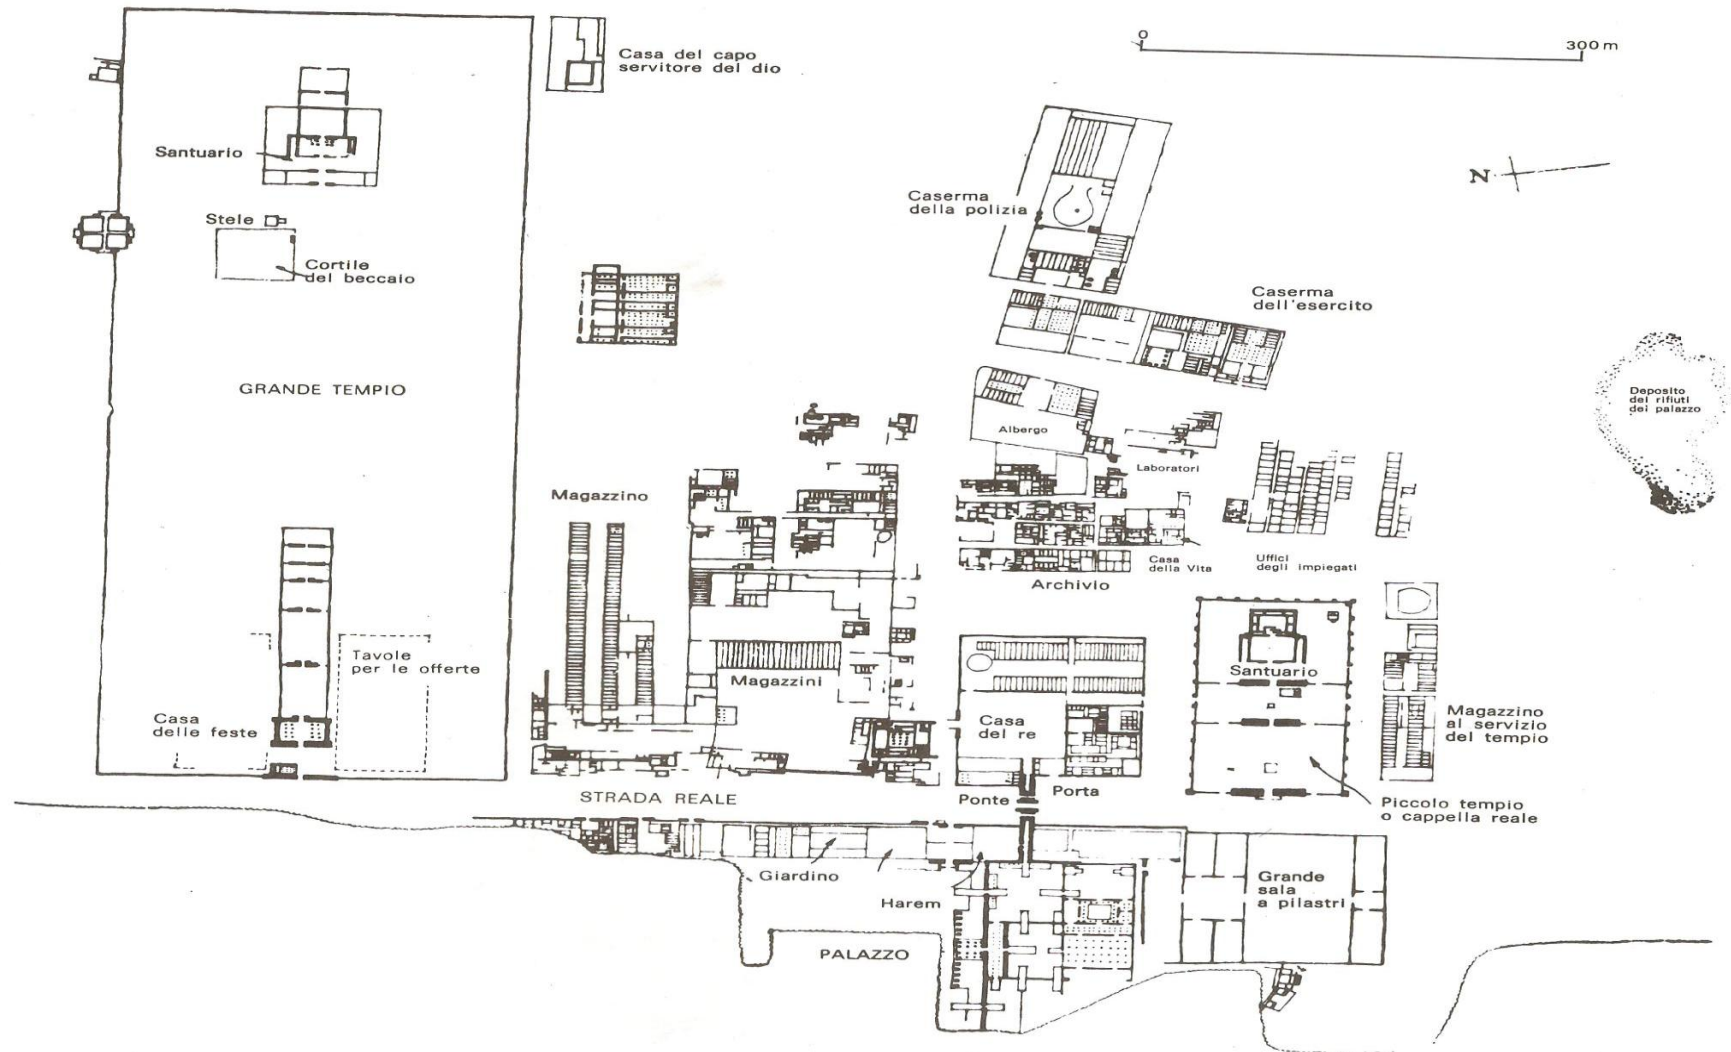 0
300 m
Casa del capo
servitore del dio
Santuario
N
Caserma
della polizia
Stele
Cortile
del beccaio
Caserma
dell'esercito
GRANDE TEMPIO
Deposito
dei rifiuti
del palazzo
Albergo
Laboratori
Magazzino
Casa
della Vita
Uffici
degli impiegati
Archivio
Tavole
per le offerte
Santuario
Magazzini
Casa
delle feste
Casa
del re
Magazzino
al servizio
del tempio
STRADA REALE
Ponte
Porta
Piccolo tempio
o cappella reale
Giardino
Harem
Grande
sala
a pilastri
PALAZZO